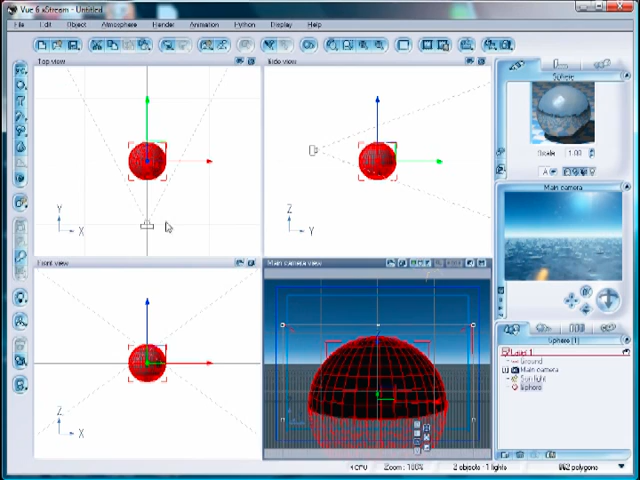 Vue 6 xStream - Untitled
File Edit Object Atmosphere Render Animation Python Display Help
Top view
Side view
Sphere
Scale: 1.00
Y
X
Z
Y
Main camera
Front view
Main camera view
Z
X
Sphere [1]
Layer 1
Ground
Main camera
Sun light
Sphere
CPU
Zoom : 100%
2 objects · 1 lights